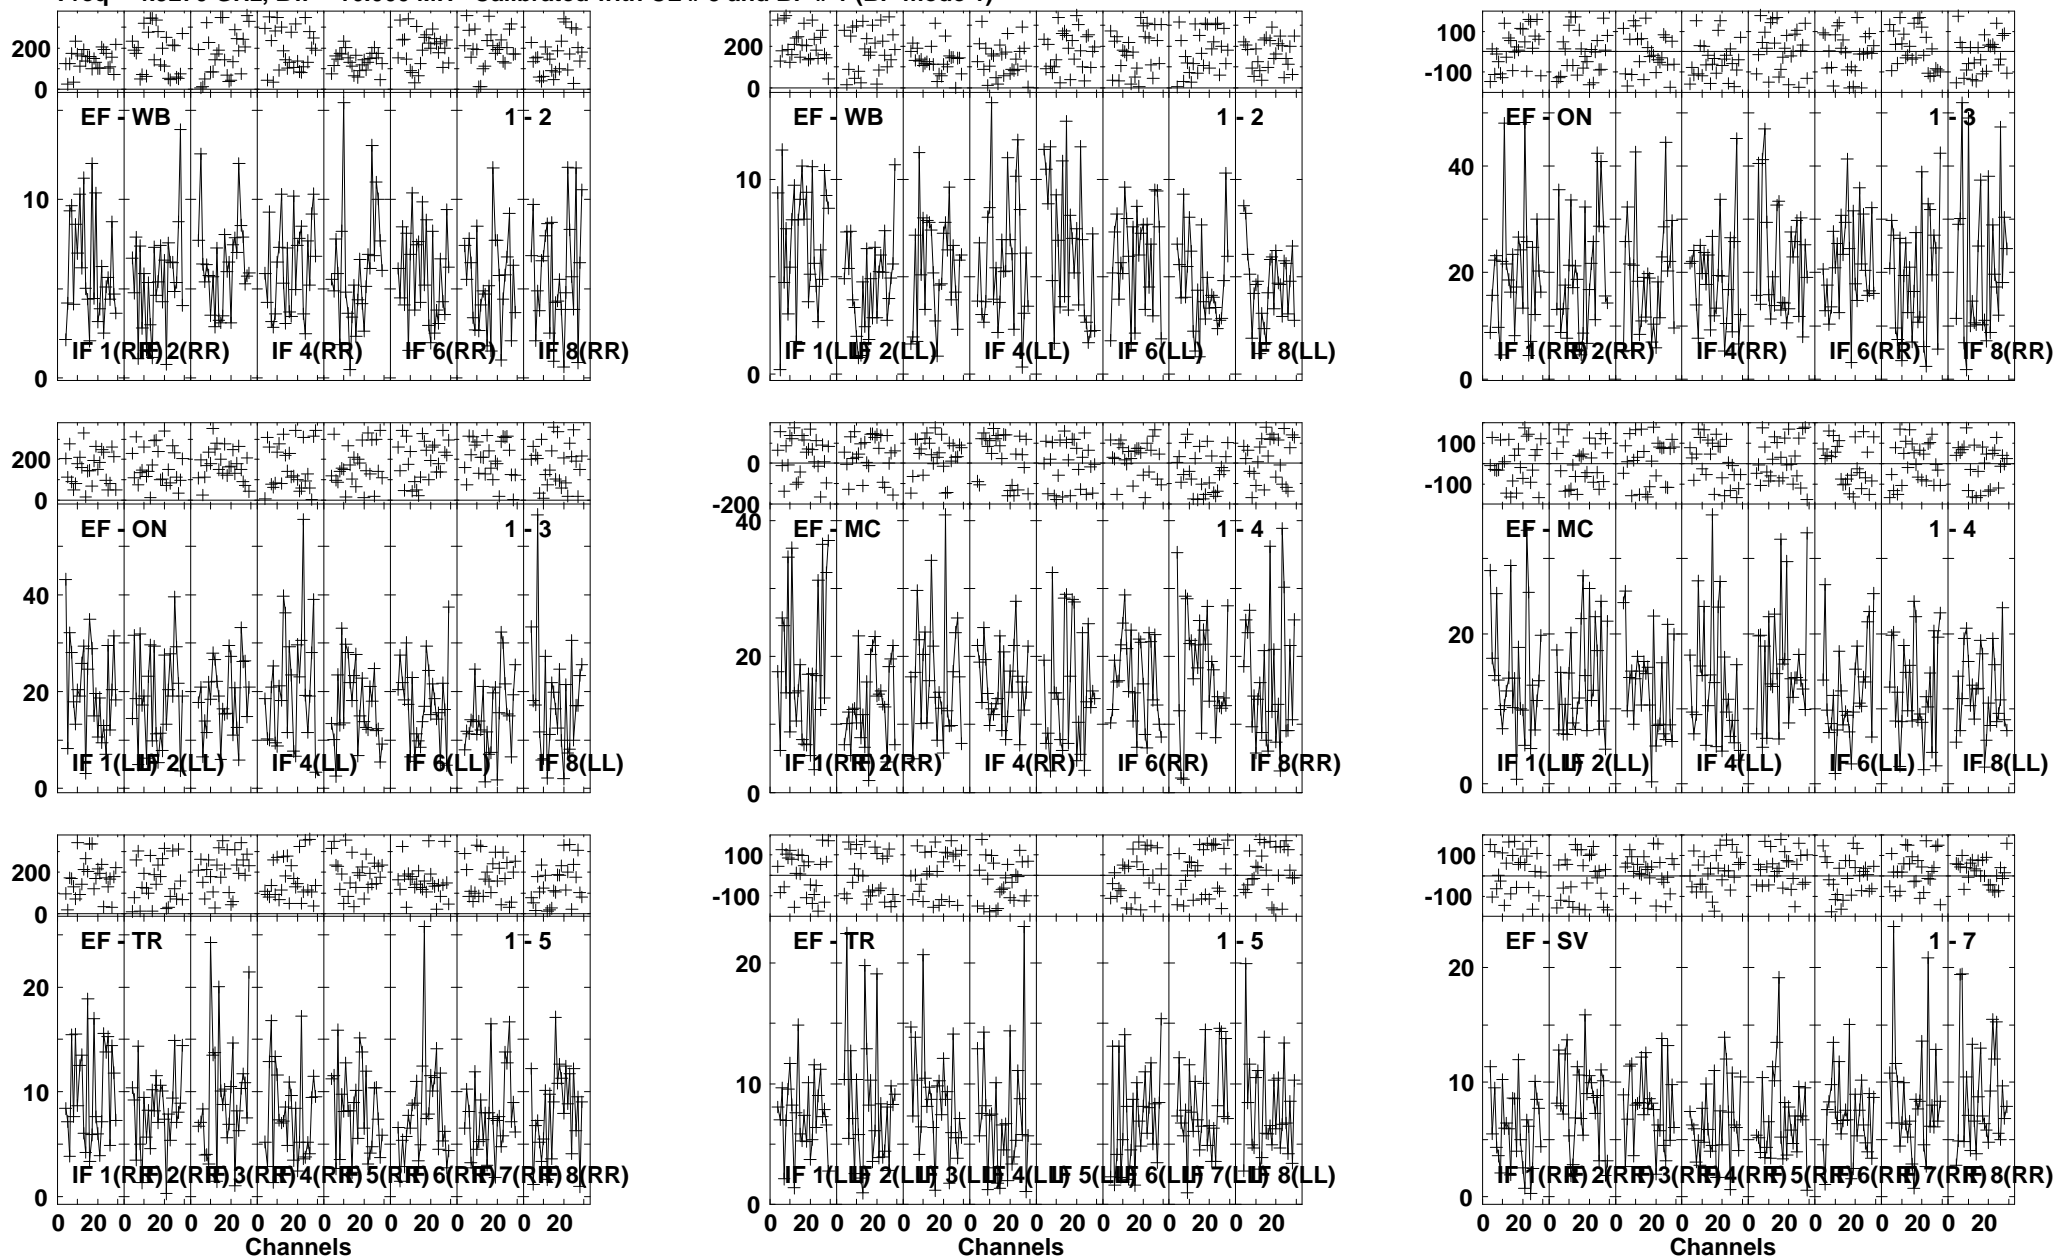 200
0
EF - WB 1 - 2
10
0
IF 1(RR) IF 2(RR) IF 4(RR) IF 6(RR) IF 8(RR)
200
0
EF - WB 1 - 2
10
0
IF 1(LL) IF 2(LL) IF 4(LL) IF 6(LL) IF 8(LL)
100
-100
EF - ON 1 - 3
40
20
0
IF 1(RR) IF 2(RR) IF 4(RR) IF 6(RR) IF 8(RR)
200
0
EF - ON 1 - 3
40
20
0
IF 1(LL) IF 2(LL) IF 4(LL) IF 6(LL) IF 8(LL)
0
-200
40
EF - MC 1 - 4
20
0
IF 1(RR) IF 2(RR) IF 4(RR) IF 6(RR) IF 8(RR)
100
-100
EF - MC 1 - 4
20
0
IF 1(LL) IF 2(LL) IF 4(LL) IF 6(LL) IF 8(LL)
200
0
EF - TR 1 - 5
20
10
0
IF 1(RR) IF 2(RR) IF 3(RR) IF 4(RR) IF 5(RR) IF 6(RR) IF 7(RR) IF 8(RR)
0 20 0 20 0 20 0 20 0 20 0 20 0 20 0 20
Channels
100
-100
EF - TR 1 - 5
20
10
0
IF 1(LL) IF 2(LL) IF 3(LL) IF 4(LL) IF 5(LL) IF 6(LL) IF 7(LL) IF 8(LL)
0 20 0 20 0 20 0 20 0 20 0 20 0 20 0 20
Channels
100
-100
EF - SV 1 - 7
20
10
0
IF 1(RR) IF 2(RR) IF 3(RR) IF 4(RR) IF 5(RR) IF 6(RR) IF 7(RR) IF 8(RR)
0 20 0 20 0 20 0 20 0 20 0 20 0 20 0 20
Channels